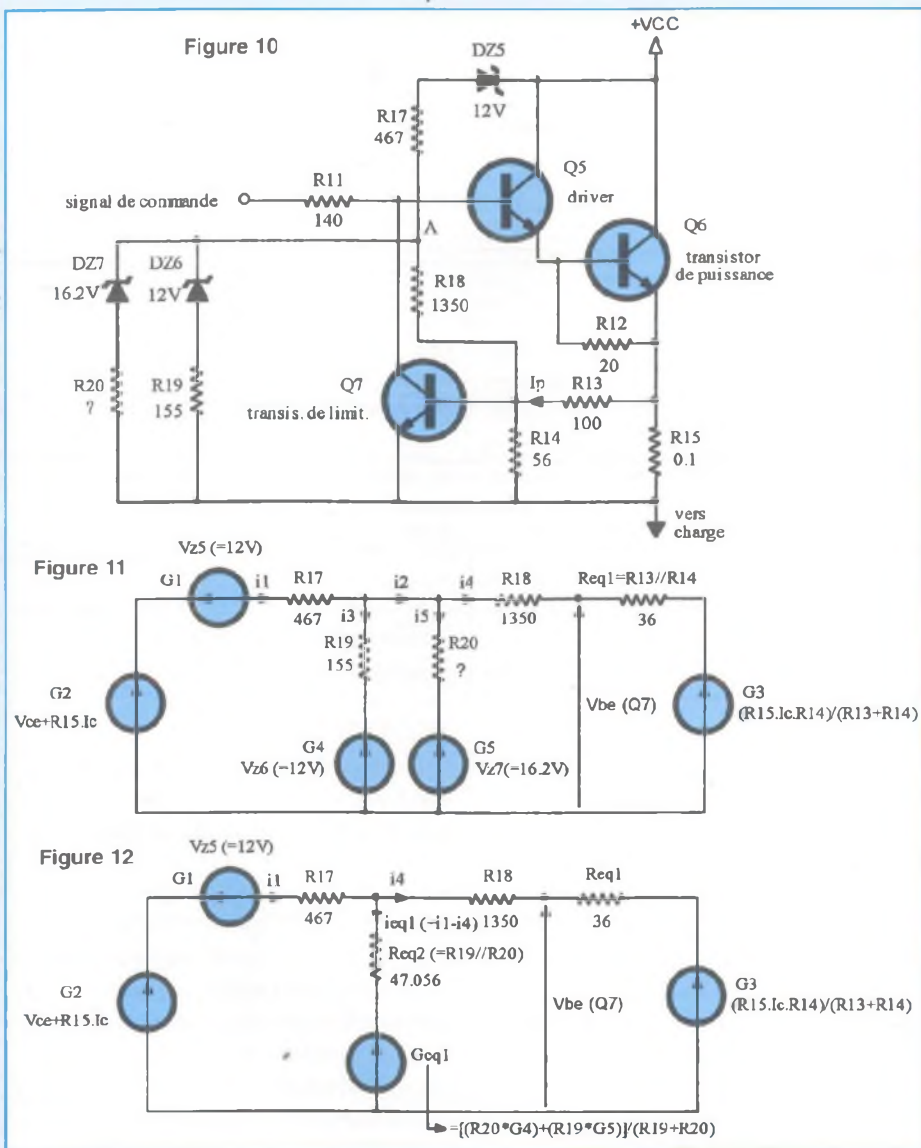 Figure 10
+VCC
DZ5
12V
R17
467
Q5
driver
R11
signal de commande
140
Q6
transistor
de puissance
A
DZ7
16.2V
DZ6
12V
R18
1350
R12
20
R20
?
R19
155
Q7
transis. de limit.
Ip
R13
100
R14
56
R15
0.1
vers
charge
Figure 11
Vz5 (=12V)
G1
i1
R17
467
i2
i4
R18
1350
Req1=R13//R14
36
i3
R19
155
i5
R20
?
G2
Vce+R15.Ic
G4
Vz6 (=12V)
G5
Vz7(=16.2V)
Vbe (Q7)
G3
(R15.Ic.R14)/(R13+R14)
Figure 12
Vz5 (=12V)
G1
i1
R17
467
i4
R18
1350
Req1
36
ieq1 (=i1-i4)
Req2 (=R19//R20)
47.056
G2
Vce+R15.Ic
Vbe (Q7)
G3
(R15.Ic.R14)/(R13+R14)
Geq1
=[(R20*G4)+(R19*G5)]/(R19+R20)